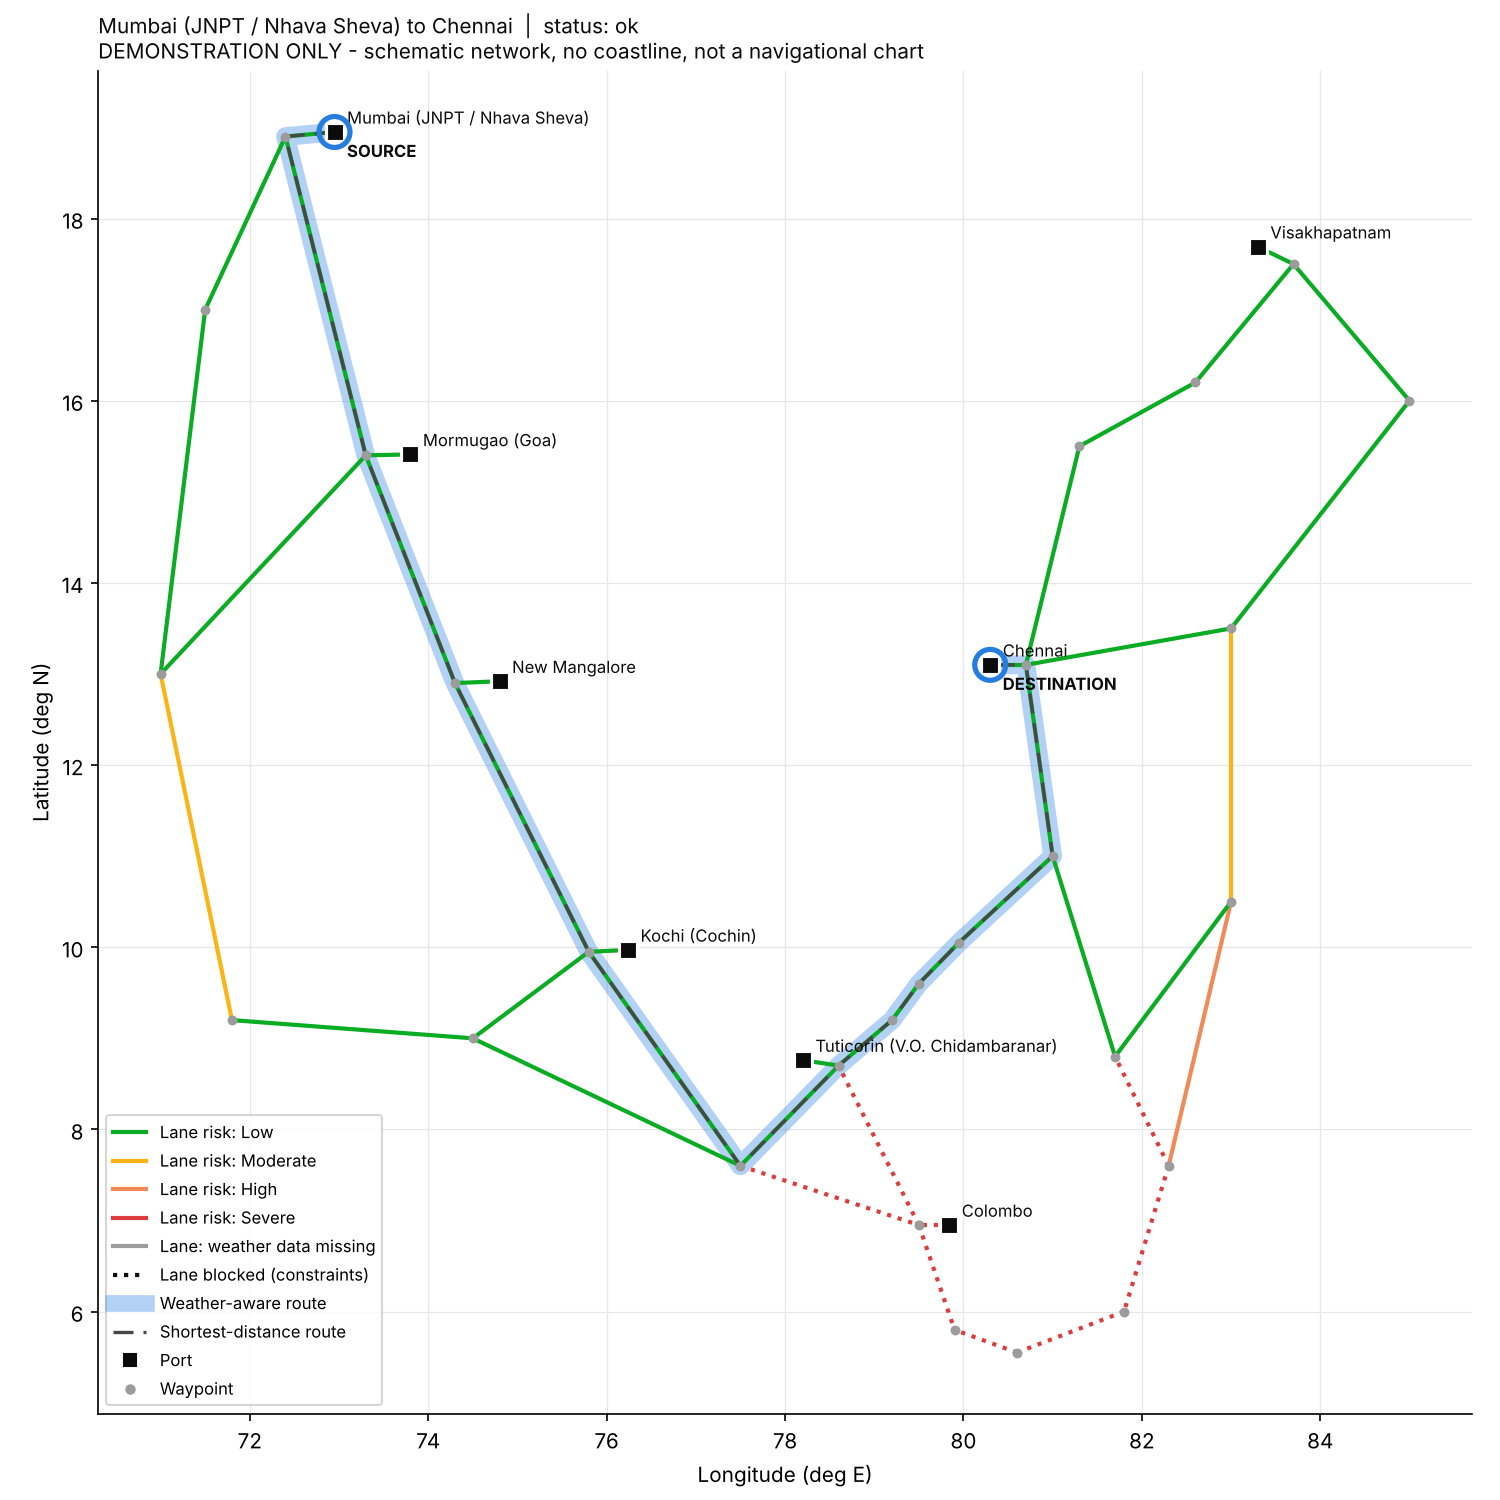 Mumbai (JNPT / Nhava Sheva) to Chennai | status: ok
DEMONSTRATION ONLY - schematic network, no coastline, not a navigational chart
Mumbai (JNPT / Nhava Sheva)
SOURCE
Visakhapatnam
Mormugao (Goa)
New Mangalore
Chennai
DESTINATION
Kochi (Cochin)
Tuticorin (V.O. Chidambaranar)
Colombo
18
16
14
12
10
8
6
Latitude (deg N)
Lane risk: Low
Lane risk: Moderate
Lane risk: High
Lane risk: Severe
Lane: weather data missing
Lane blocked (constraints)
Weather-aware route
Shortest-distance route
Port
Waypoint
72 74 76 78 80 82 84
Longitude (deg E)